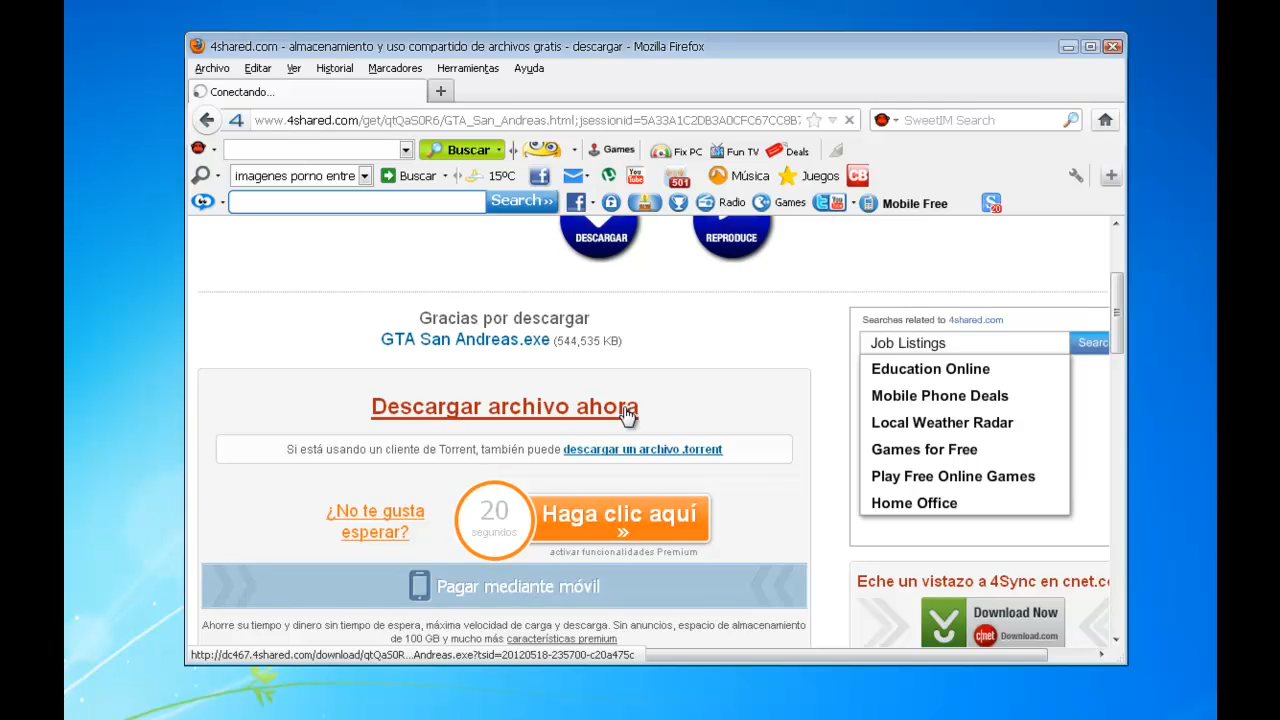 4shared.com - almacenamiento y uso compartido de archivos gratis - descargar - Mozilla Firefox
Archivo Editar Ver Historial Marcadores Herramientas Ayuda
Conectando...
www.4shared.com/get/qtQaS0R6/GTA_San_Andreas.html;jsessionid=5A33A1C2DB3A0CFC67CC8B SweetIM Search
Buscar Games Fix PC Fun TV Deals
imagenes porno entre Buscar 15ºC You Tube 501 Música Juegos CB
Search>> Radio Games You Mobile Free 20
DESCARGAR REPRODUCE
Gracias por descargar
GTA San Andreas.exe (544,535 KB)
Descargar archivo ahora
Si está usando un cliente de Torrent, también puede descargar un archivo .torrent
¿No te gusta esperar?
20
segundos
Haga clic aquí
»
activar funcionalidades Premium
Pagar mediante móvil
Ahorre su tiempo y dinero sin tiempo de espera, máxima velocidad de carga y descarga. Sin anuncios, espacio de almacenamiento
de 100 GB y mucho más características premium
Searches related to 4shared.com
Job Listings Searc
Education Online
Mobile Phone Deals
Local Weather Radar
Games for Free
Play Free Online Games
Home Office
Eche un vistazo a 4Sync en cnet.c
Download Now
c|net Download.com
http://dc467.4shared.com/download/qtQaS0R...Andreas.exe?tsid=20120518-235700-c20a475c